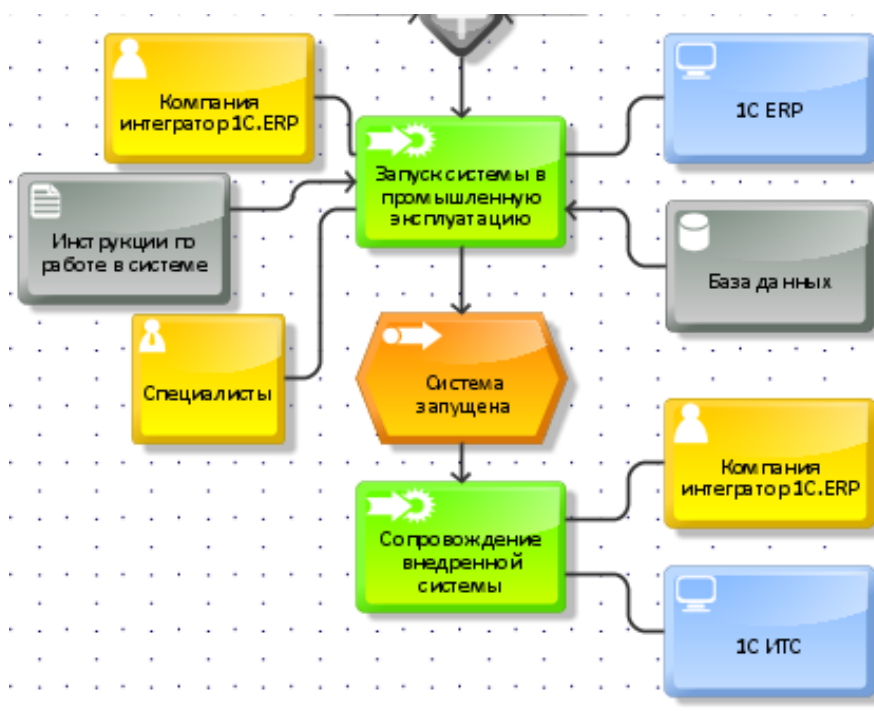 Компания
интегратор 1С.ERP
1С ERP
Запуск системы в
промышленную
эксплуатацию
Инструкции по
работе в системе
База данных
Специалисты
Система
запущена
Компания
интегратор 1С.ERP
Сопровождение
внедренной
системы
1С ИТС